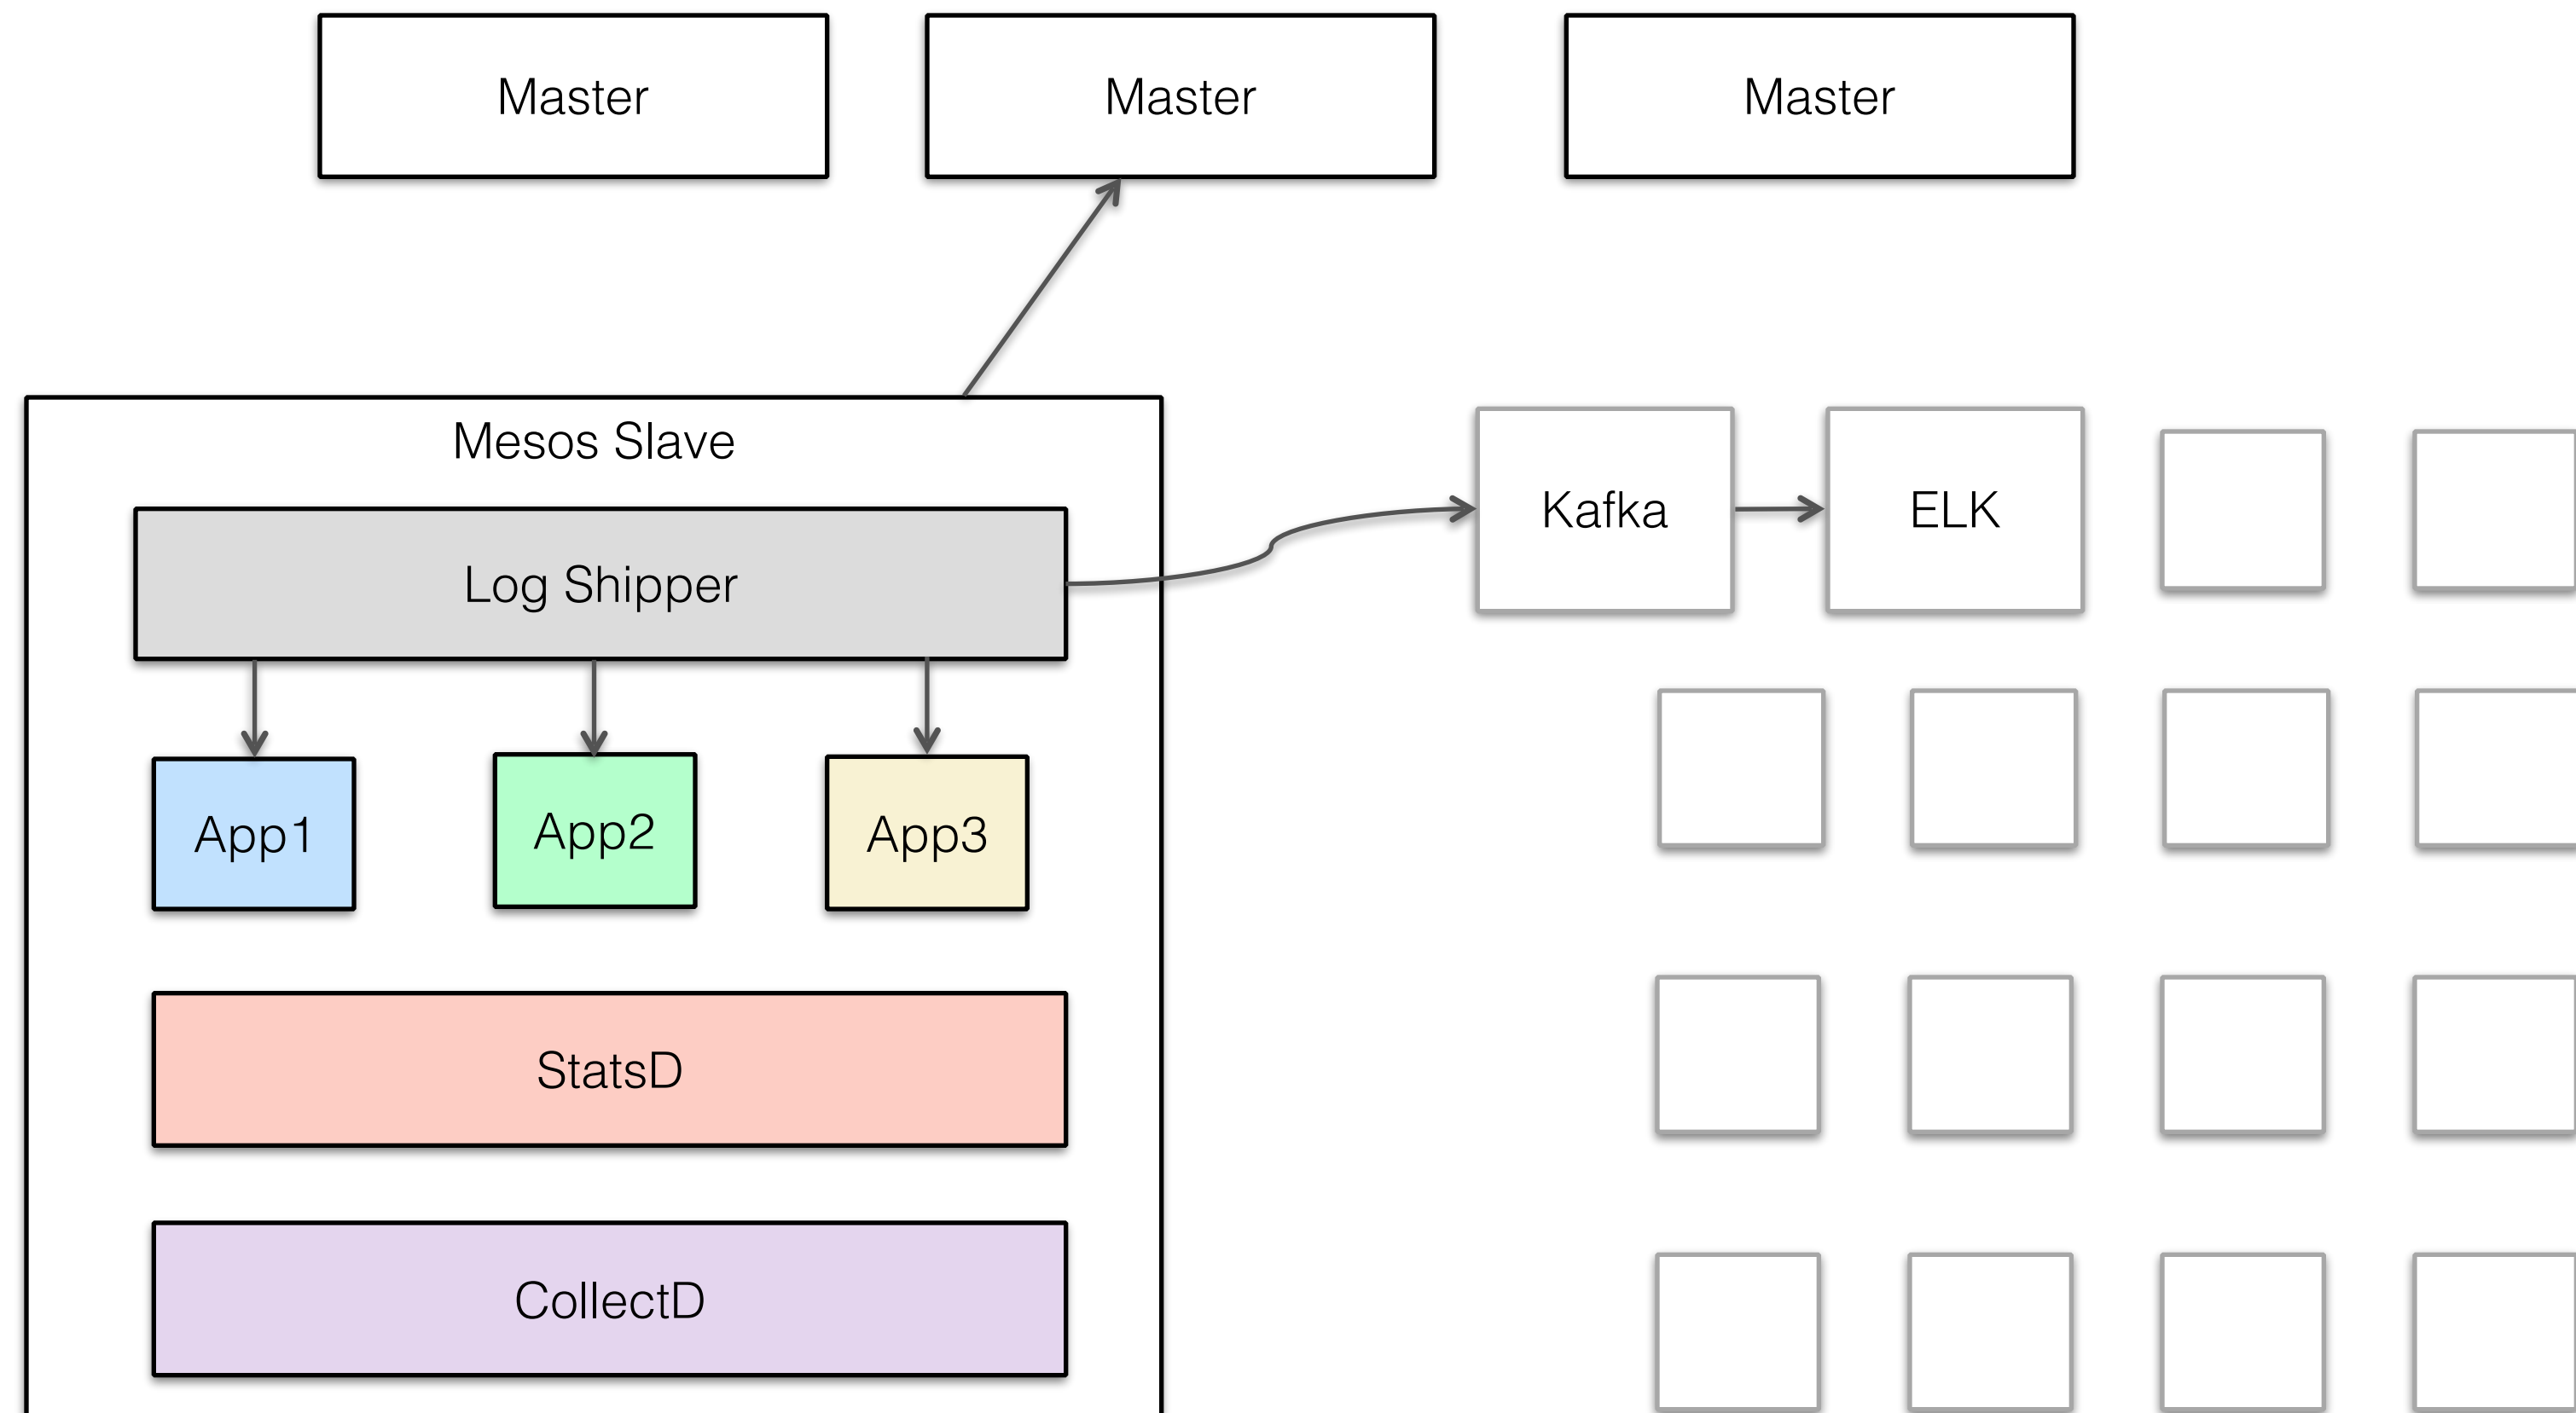 Master
Master
Master
Mesos Slave
Log Shipper
Kafka
ELK
App1
App2
App3
StatsD
CollectD